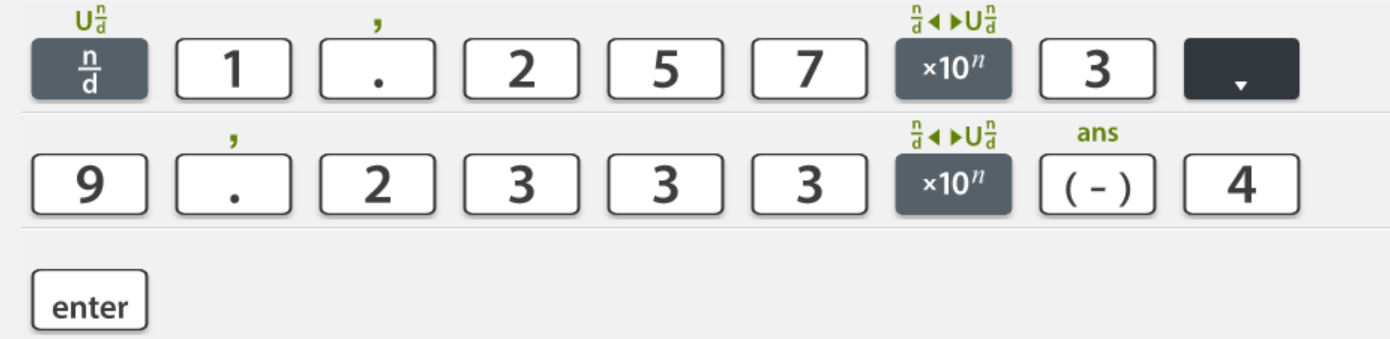 U n/d , n/d ◄ ►U n/d
n/d 1 . 2 5 7 ×10ⁿ 3
, n/d ◄ ►U n/d ans
9 . 2 3 3 3 ×10ⁿ (-) 4
enter